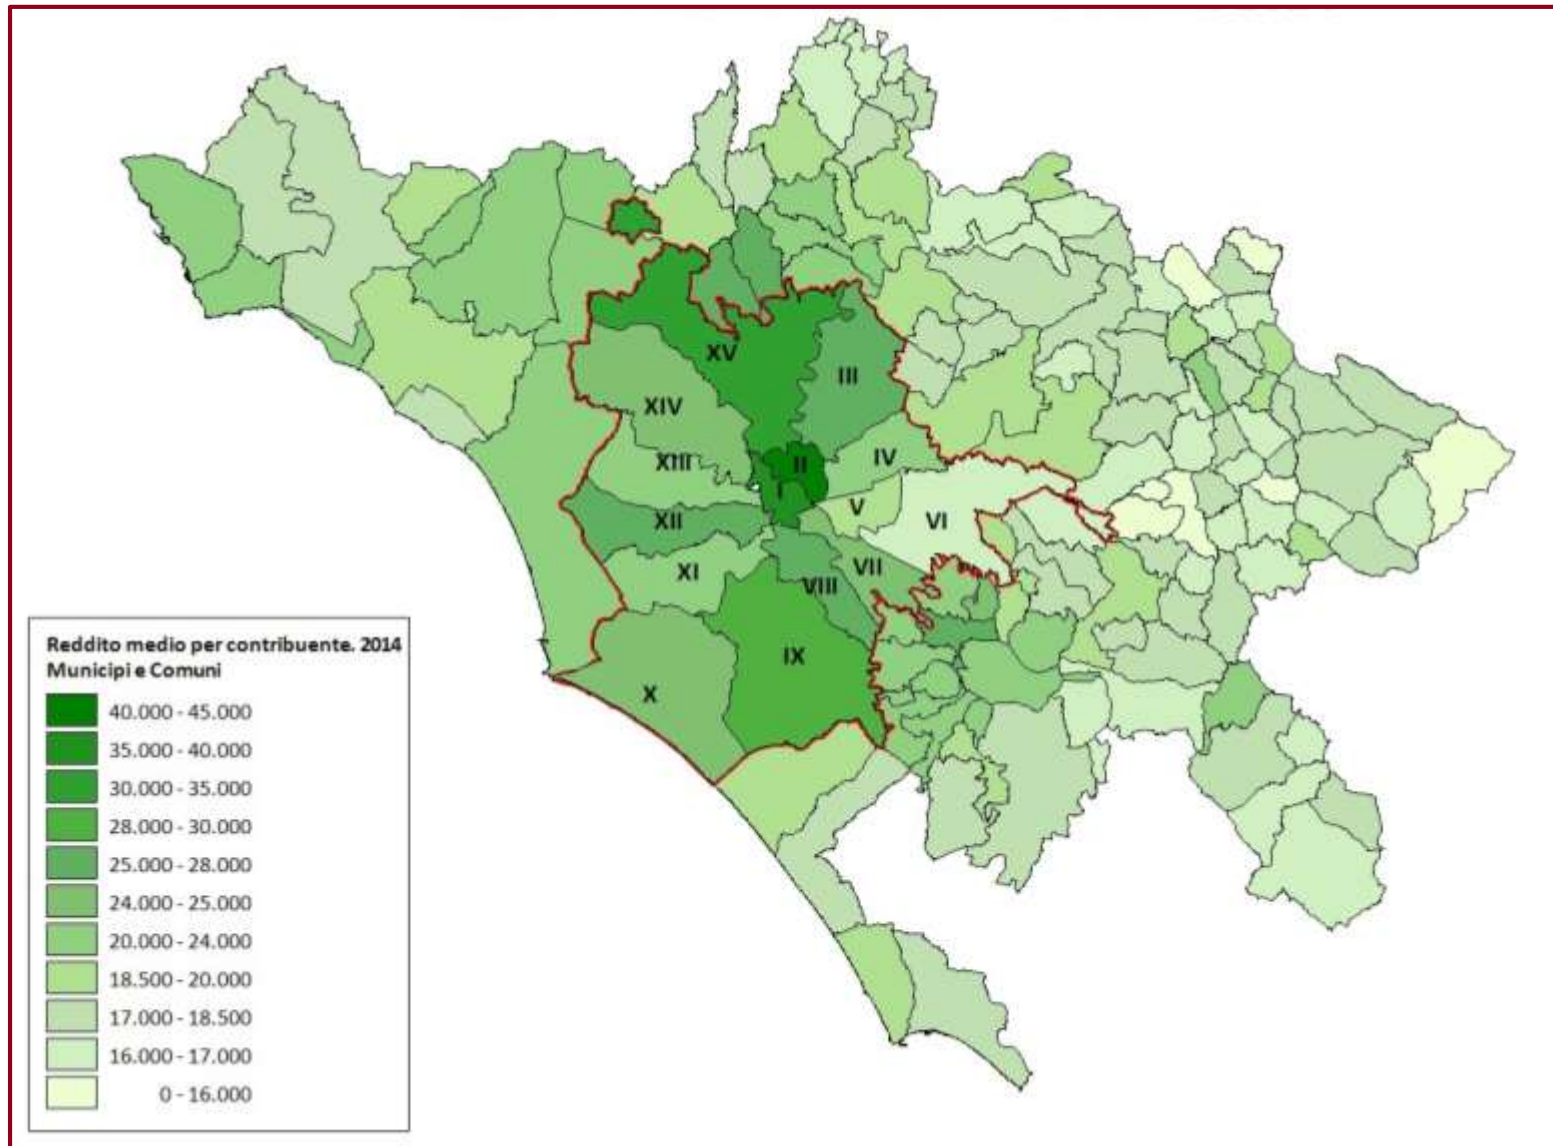 XV
III
XIV
XIII
II
IV
I
V
XII
VI
XI
VII
VIII
IX
X
Reddito medio per contribuente. 2014
Municipi e Comuni
40.000 - 45.000
35.000 - 40.000
30.000 - 35.000
28.000 - 30.000
25.000 - 28.000
24.000 - 25.000
20.000 - 24.000
18.500 - 20.000
17.000 - 18.500
16.000 - 17.000
0 - 16.000